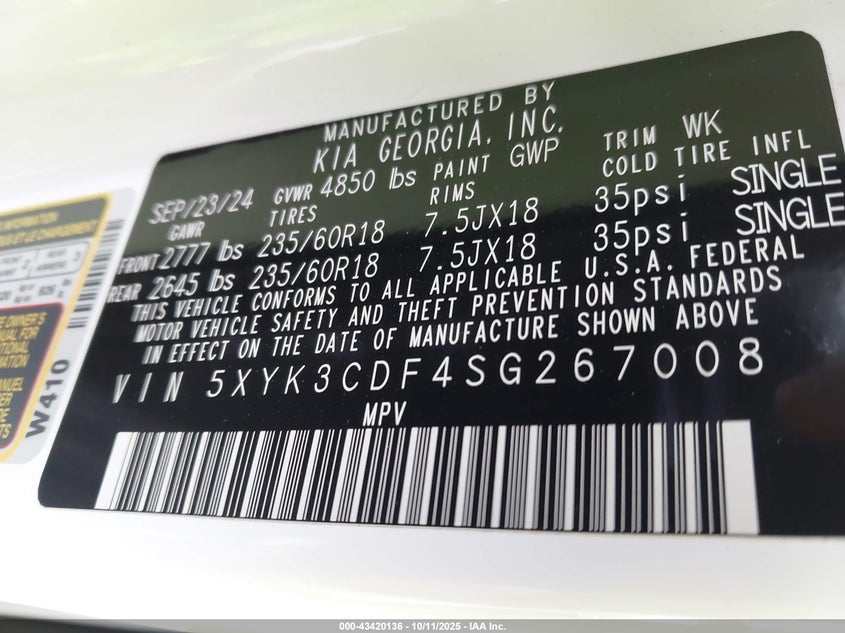 MANUFACTURED BY
KIA GEORGIA, INC.
SEP/23/24 GVWR 4850 lbs PAINT GWP TRIM WK
GAWR TIRES RIMS COLD TIRE INFL
FRONT 2777 lbs 235/60R18 7.5JX18 35psi SINGLE
REAR 2645 lbs 235/60R18 7.5JX18 35psi SINGLE
THIS VEHICLE CONFORMS TO ALL APPLICABLE U.S.A. FEDERAL
MOTOR VEHICLE SAFETY AND THEFT PREVENTION STANDARDS
IN EFFECT ON THE DATE OF MANUFACTURE SHOWN ABOVE
VIN 5XYK3CDF4SG267008
MPV
W410
000-43420136 - 10/11/2025 - IAA Inc.